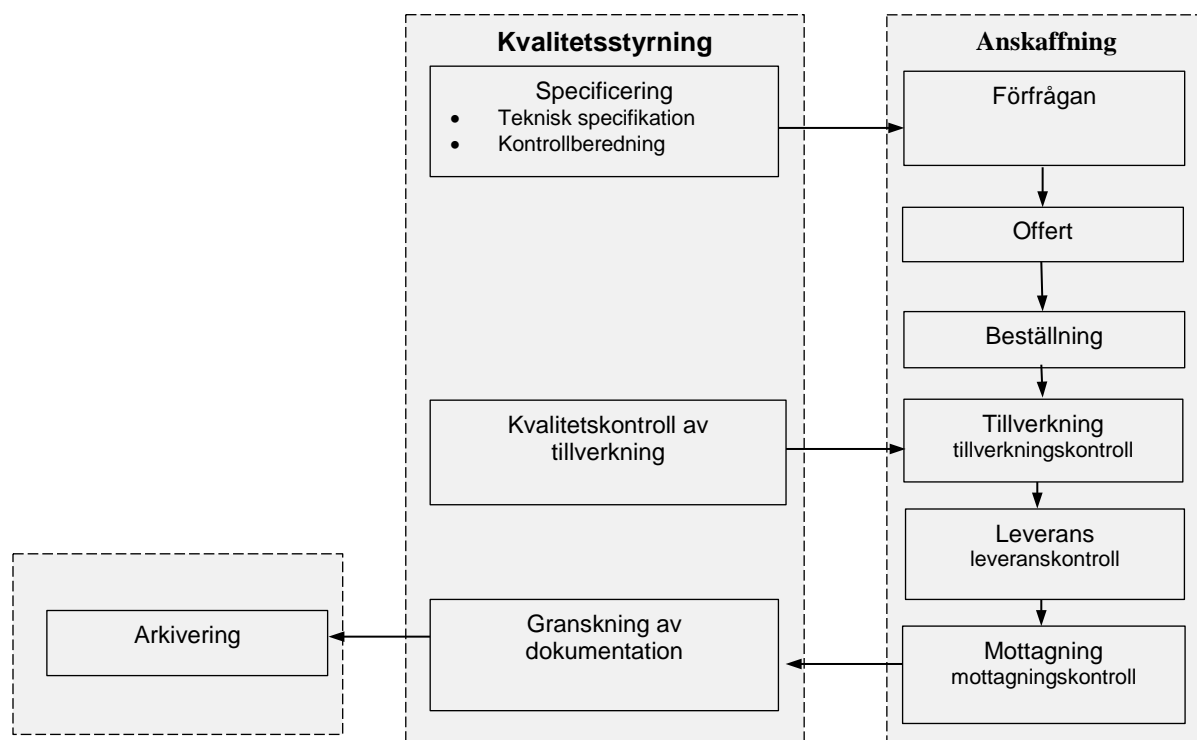 Kvalitetsstyrning
Specificering
• Teknisk specifikation
• Kontrollberedning
Kvalitetskontroll av
tillverkning
Granskning av
dokumentation
Anskaffning
Förfrågan
Offert
Beställning
Tillverkning
tillverkningskontroll
Leverans
leveranskontroll
Mottagning
mottagningskontroll
Arkivering